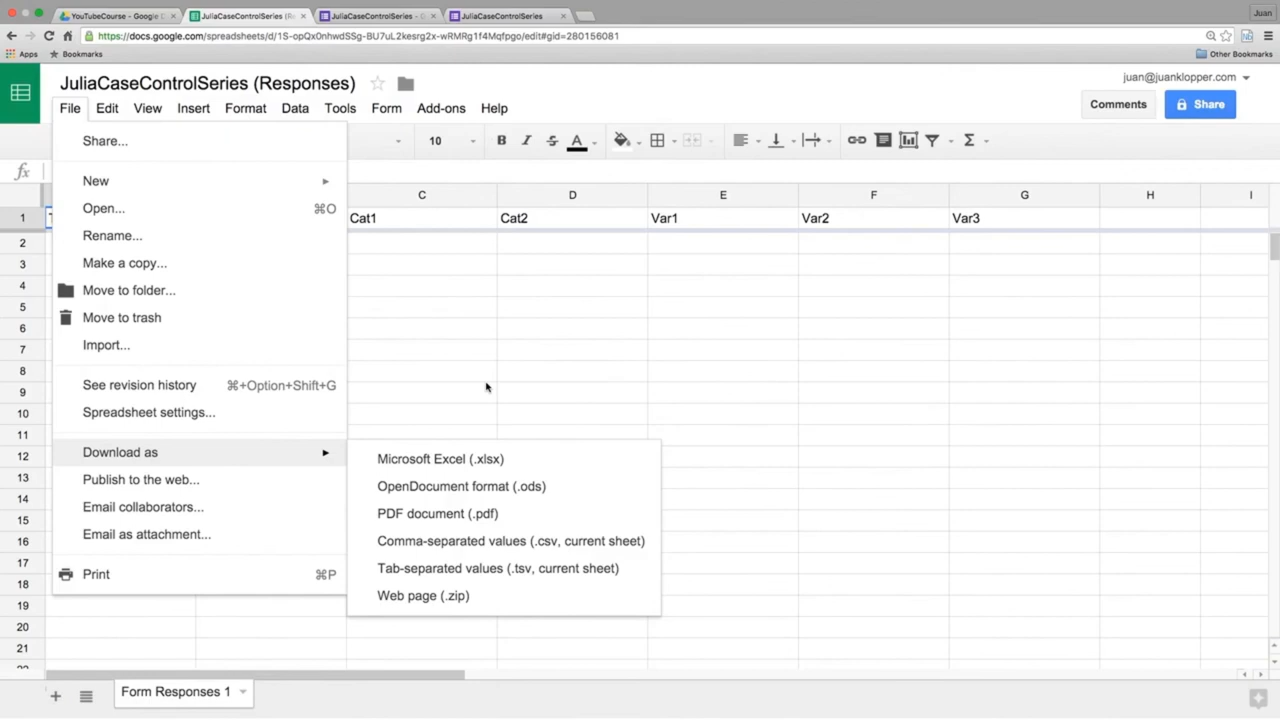 YouTubeCourse - Google D
JuliaCaseControlSeries (Re
JuliaCaseControlSeries - G
JuliaCaseControlSeries
Juan
https://docs.google.com/spreadsheets/d/1S-opQx0nhwdSSg-BU7uL2kesrg2x-wRMRg1f4Mqfpgo/edit#gid=280156081
Apps
Bookmarks
Other Bookmarks
JuliaCaseControlSeries (Responses)
juan@juanklopper.com
File Edit View Insert Format Data Tools Form Add-ons Help
Comments
Share
10
B I S A
Σ
fx
C D E F G H I
1 Cat1 Cat2 Var1 Var2 Var3
2
3
4
5
6
7
8
9
10
11
12
13
14
15
16
17
18
19
20
21
Share...
New
Open... ⌘O
Rename...
Make a copy...
Move to folder...
Move to trash
Import...
See revision history ⌘+Option+Shift+G
Spreadsheet settings...
Download as
Publish to the web...
Email collaborators...
Email as attachment...
Print ⌘P
Microsoft Excel (.xlsx)
OpenDocument format (.ods)
PDF document (.pdf)
Comma-separated values (.csv, current sheet)
Tab-separated values (.tsv, current sheet)
Web page (.zip)
Form Responses 1